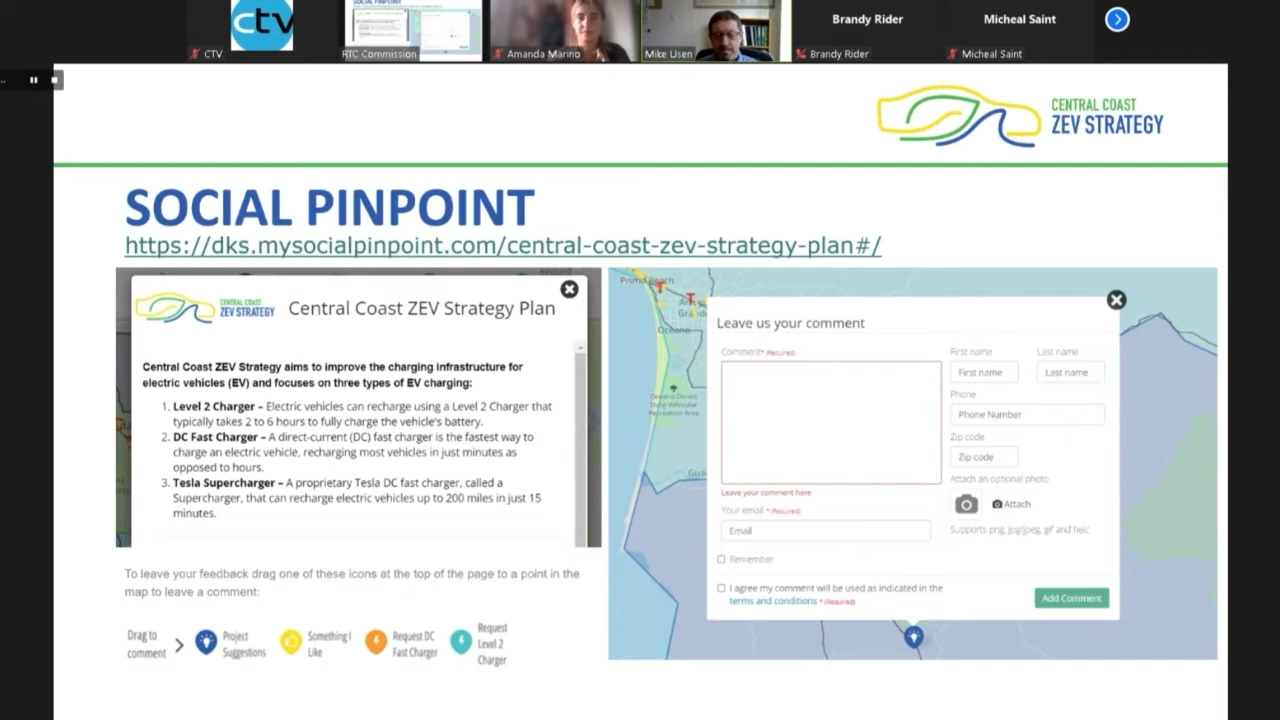 ctv
CTV
RTC Commission
Amanda Marino
Mike Usen
Brandy Rider
Brandy Rider
Micheal Saint
Micheal Saint
CENTRAL COAST
ZEV STRATEGY
SOCIAL PINPOINT
https://dks.mysocialpinpoint.com/central-coast-zev-strategy-plan#/
CENTRAL COAST
ZEV STRATEGY
Central Coast ZEV Strategy Plan
Central Coast ZEV Strategy aims to improve the charging infrastructure for
electric vehicles (EV) and focuses on three types of EV charging:
1. Level 2 Charger – Electric vehicles can recharge using a Level 2 Charger that
typically takes 2 to 6 hours to fully charge the vehicle's battery.
2. DC Fast Charger – A direct-current (DC) fast charger is the fastest way to
charge an electric vehicle, recharging most vehicles in just minutes as
opposed to hours.
3. Tesla Supercharger – A proprietary Tesla DC fast charger, called a
Supercharger, that can recharge electric vehicles up to 200 miles in just 15
minutes.
To leave your feedback drag one of these icons at the top of the page to a point in the
map to leave a comment:
Drag to
comment
Project
Suggestions
Something I
Like
Request DC
Fast Charger
Request
Level 2
Charger
Pismo Beach
Oceano
Oceano Dunes
State Vehicular
Recreation Area
Leave us your comment
Comment* (Required)
Leave your comment here
Your email * (Required)
Email
Remember
I agree my comment will be used as indicated in the
terms and conditions * (Required)
First name
Last name
First name
Last name
Phone
Phone Number
Zip code
Zip code
Attach an optional photo
Attach
Supports png, jpg/jpeg, gif and heic
Add Comment